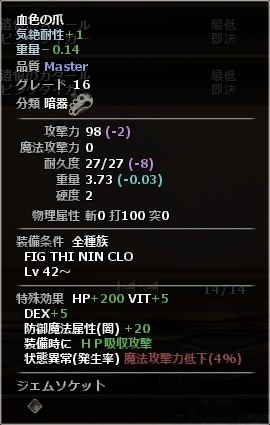 血色の爪
気絶耐性+1
重量-0.14
品質 Master
グレード 16
分類 暗器
攻撃力 98 (-2)
魔法攻撃力 0
耐久度 27/27 (-8)
重量 3.73 (-0.03)
硬度 2
物理属性 斬0 打100 突0
装備条件 全種族
FIG THI NIN CLO
Lv 42～
特殊効果 HP+200 VIT+5
DEX+5
防御魔法属性(闇) +20
装備時に HP吸収攻撃
状態異常(発生率) 魔法攻撃力低下(4%)
ジェムソケット
最低
即決
最低
即決
14/14